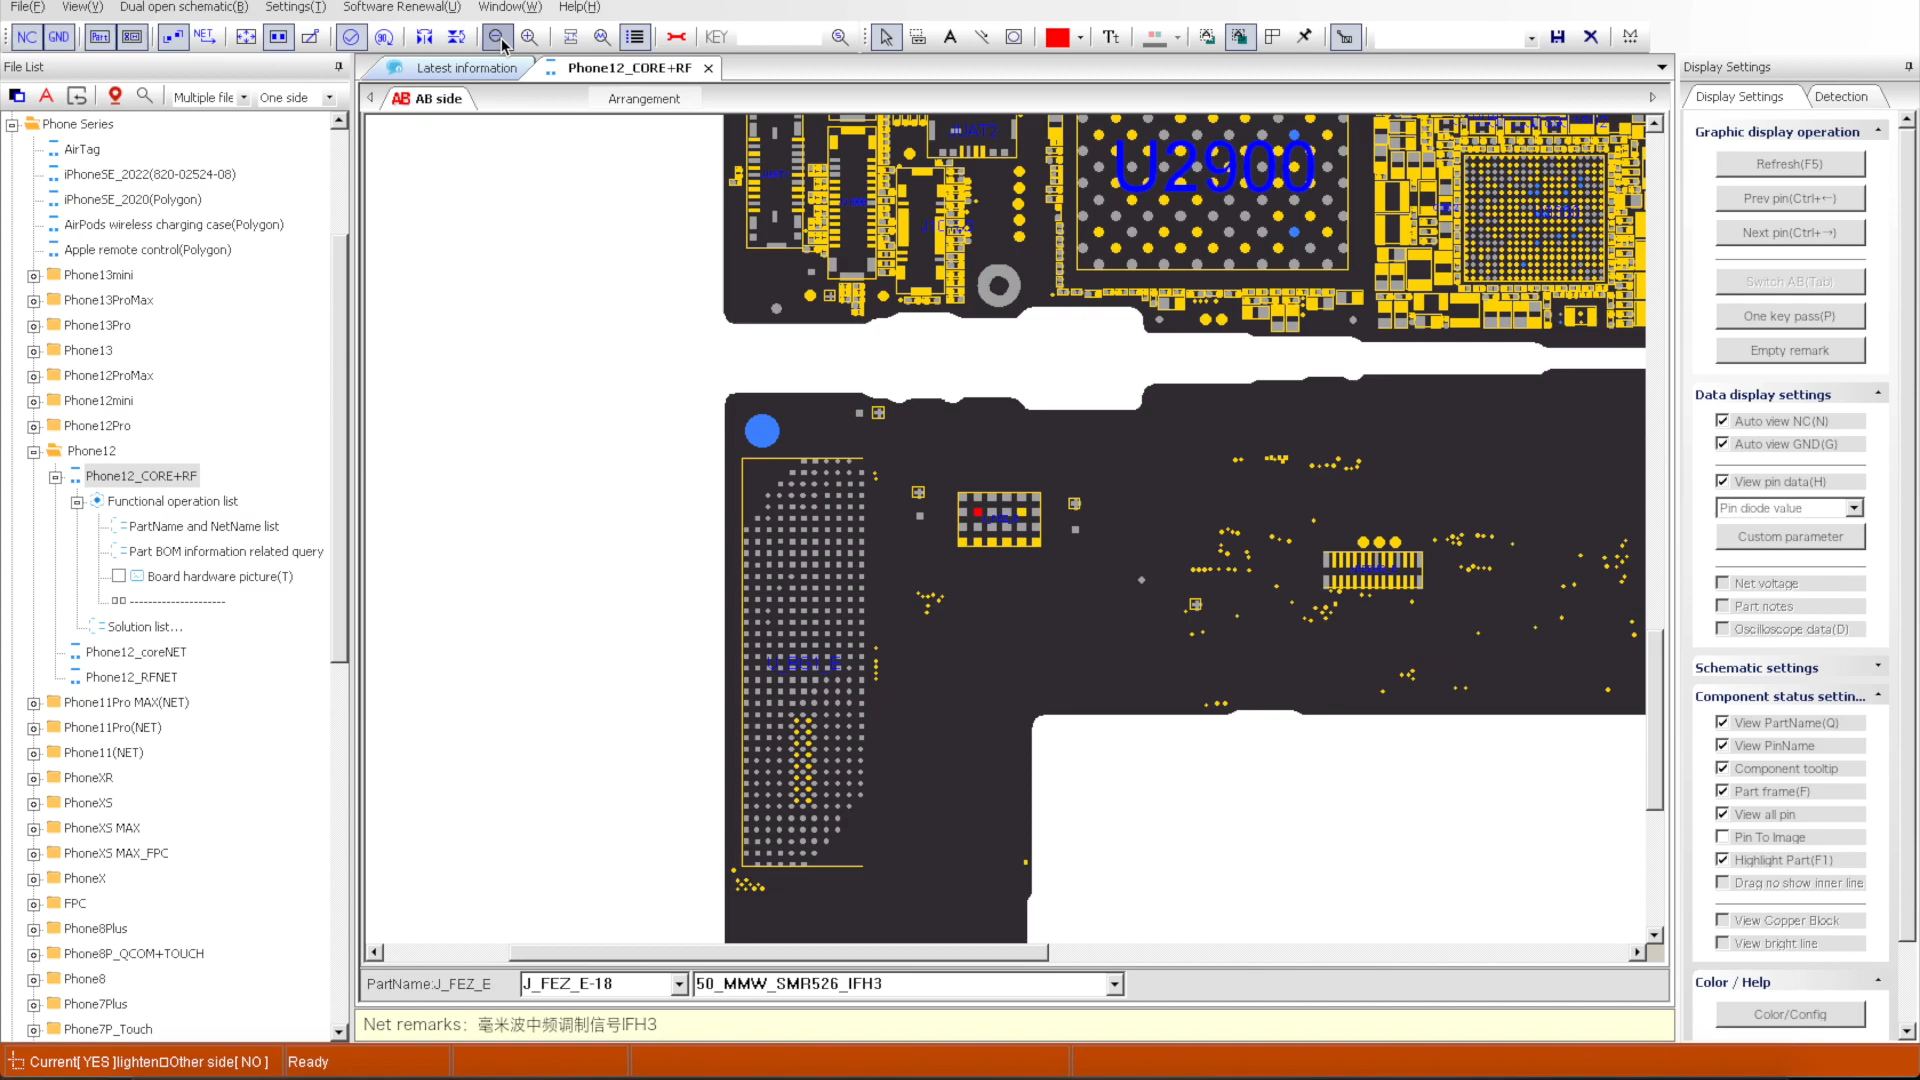 File(F) View(V) Dual open schematic(B) Settings(T) Software Renewal(U) Window(W) Help(H)
NC GND Part NET KEY A Tt
File List
Latest information Phone12_CORE+RF
Display Settings
Multiple file One side
AB AB side Arrangement
Display Settings Detection
Phone Series
AirTag
iPhoneSE_2022(820-02524-08)
iPhoneSE_2020(Polygon)
AirPods wireless charging case(Polygon)
Apple remote control(Polygon)
Phone13mini
Phone13ProMax
Phone13Pro
Phone13
Phone12ProMax
Phone12mini
Phone12Pro
Phone12
Phone12_CORE+RF
Functional operation list
PartName and NetName list
Part BOM information related query
Board hardware picture(T)
----------------------
Solution list...
Phone12_coreNET
Phone12_RFNET
Phone11Pro MAX(NET)
Phone11Pro(NET)
Phone11(NET)
PhoneXR
PhoneXS
PhoneXS MAX
PhoneXS MAX_FPC
PhoneX
FPC
Phone8Plus
Phone8P_QCOM+TOUCH
Phone8
Phone7Plus
Phone7P_Touch
JUAT2
U2900
Graphic display operation
Refresh(F5)
Prev pin(Ctrl+←)
Next pin(Ctrl+→)
Switch AB(Tab)
One key pass(P)
Empty remark
Data display settings
Auto view NC(N)
Auto view GND(G)
View pin data(H)
Pin diode value
Custom parameter
Net voltage
Part notes
Oscilloscope data(D)
Schematic settings
Component status settin...
View PartName(Q)
View PinName
Component tooltip
Part frame(F)
View all pin
Pin To Image
Highlight Part(F1)
Drag no show inner line
View Copper Block
View bright line
Color / Help
Color/Config
PartName:J_FEZ_E J_FEZ_E-18 50_MMW_SMR526_IFH3
Net remarks: 毫米波中频调制信号IFH3
Current[ YES ]lighten□Other side[ NO ] Ready